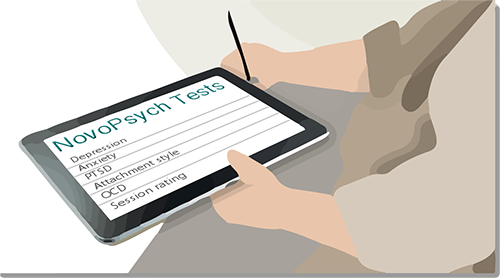 NovoPsych Tests
Depression
Anxiety
PTSD
Attachment style
OCD
Session rating